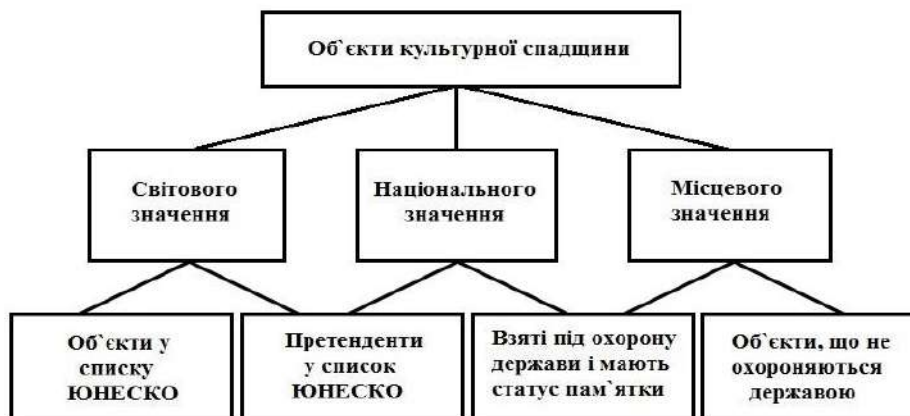 Об`єкти культурної спадщини
Світового
значення
Національного
значення
Місцевого
значення
Об`єкти у
списку
ЮНЕСКО
Претенденти
у список
ЮНЕСКО
Взяті під охорону
держави і мають
статус пам`ятки
Об`єкти, що не
охороняються
державою